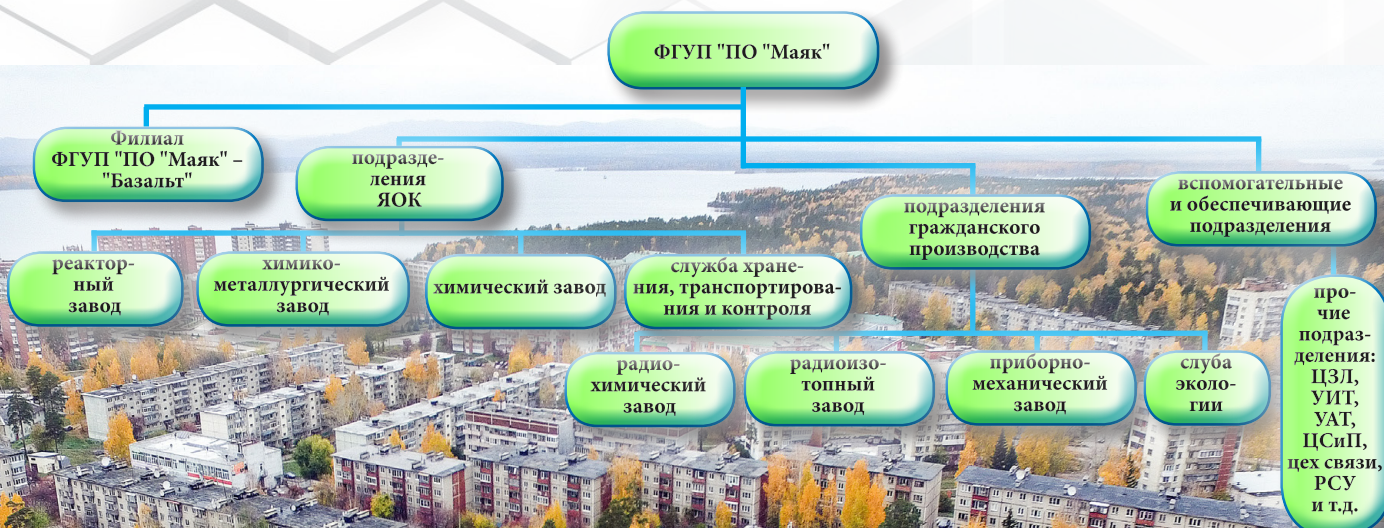 ФГУП "ПО "Маяк"
Филиал
ФГУП "ПО "Маяк" –
"Базальт"
подразде-
ления
ЯОК
подразделения
гражданского
производства
вспомогательные
и обеспечивающие
подразделения
реактор-
ный
завод
химико-
металлургический
завод
химический завод
служба хране-
ния, транспортирова-
ния и контроля
радио-
химический
завод
радиоизо-
топный
завод
приборно-
механический
завод
слуба
эколо-
гии
про-
чие
подраз-
деления:
ЦЗЛ,
УИТ,
УАТ,
ЦСиП,
цех связи,
РСУ
и т.д.